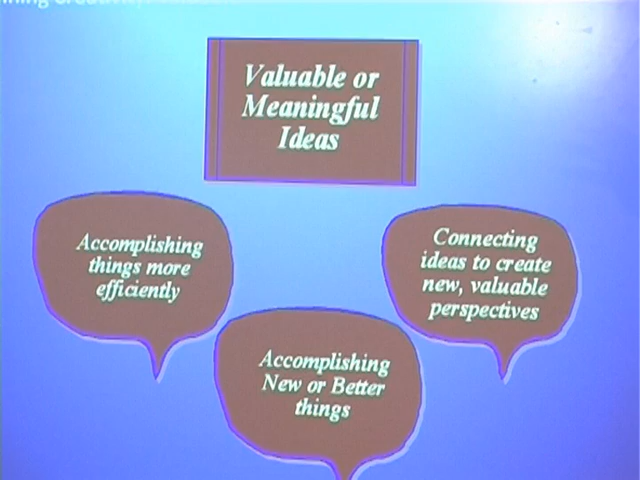 Valuable or
Meaningful
Ideas
Accomplishing
things more
efficiently
Connecting
ideas to create
new, valuable
perspectives
Accomplishing
New or Better
things